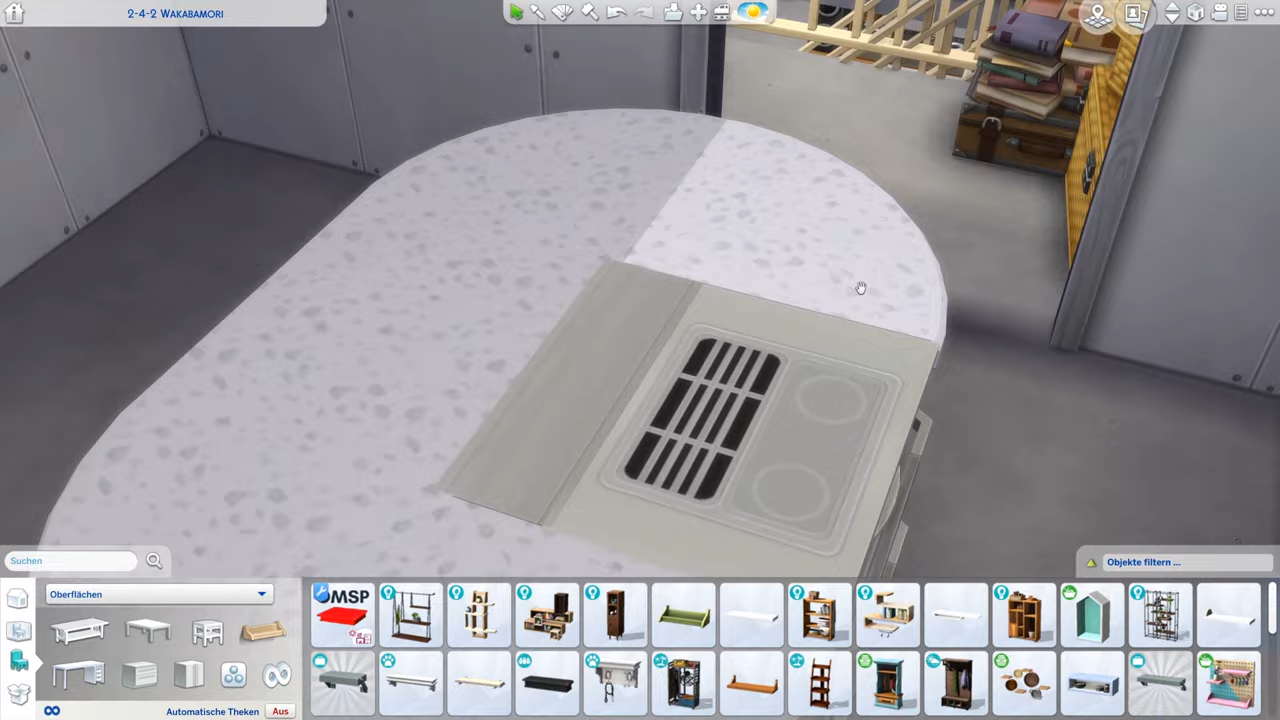 2-4-2 Wakabamori
Suchen
Objekte filtern ...
Oberflächen
MSP
Automatische Theken Aus